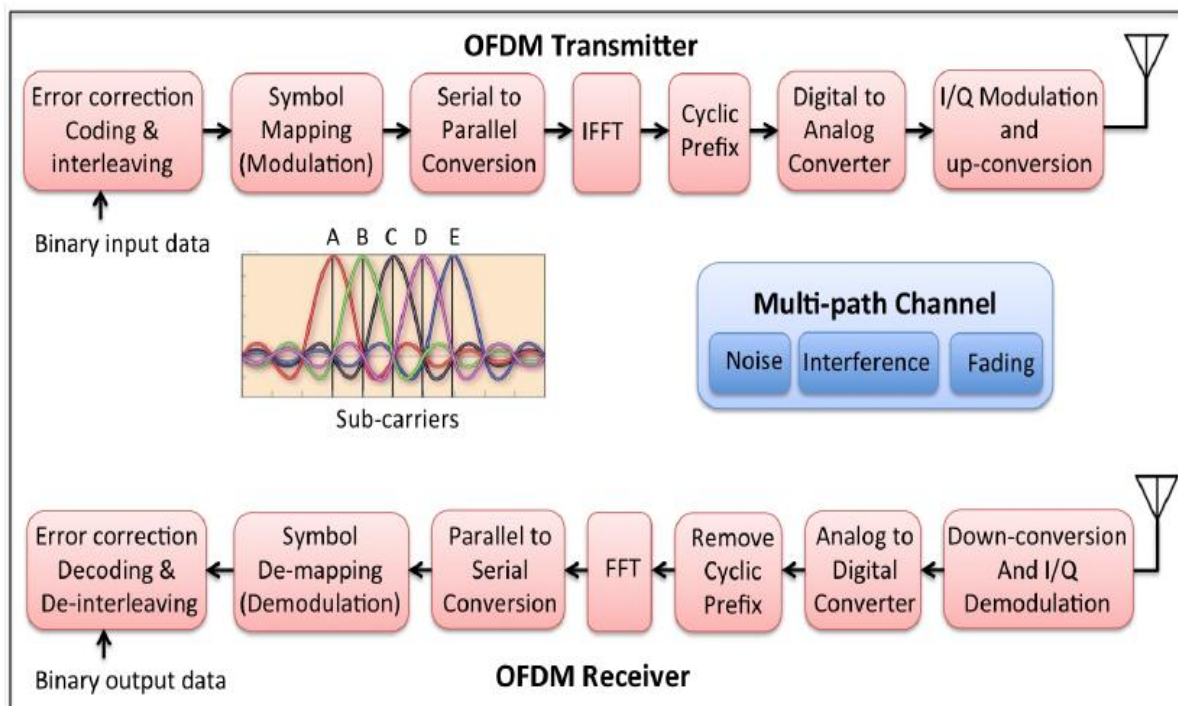 OFDM Transmitter
Error correction
Coding &
interleaving
Symbol
Mapping
(Modulation)
Serial to
Parallel
Conversion
IFFT
Cyclic
Prefix
Digital to
Analog
Converter
I/Q Modulation
and
up-conversion
Binary input data
A B C D E
Sub-carriers
Multi-path Channel
Noise
Interference
Fading
Error correction
Decoding &
De-interleaving
Symbol
De-mapping
(Demodulation)
Parallel to
Serial
Conversion
FFT
Remove
Cyclic
Prefix
Analog to
Digital
Converter
Down-conversion
And I/Q
Demodulation
Binary output data
OFDM Receiver